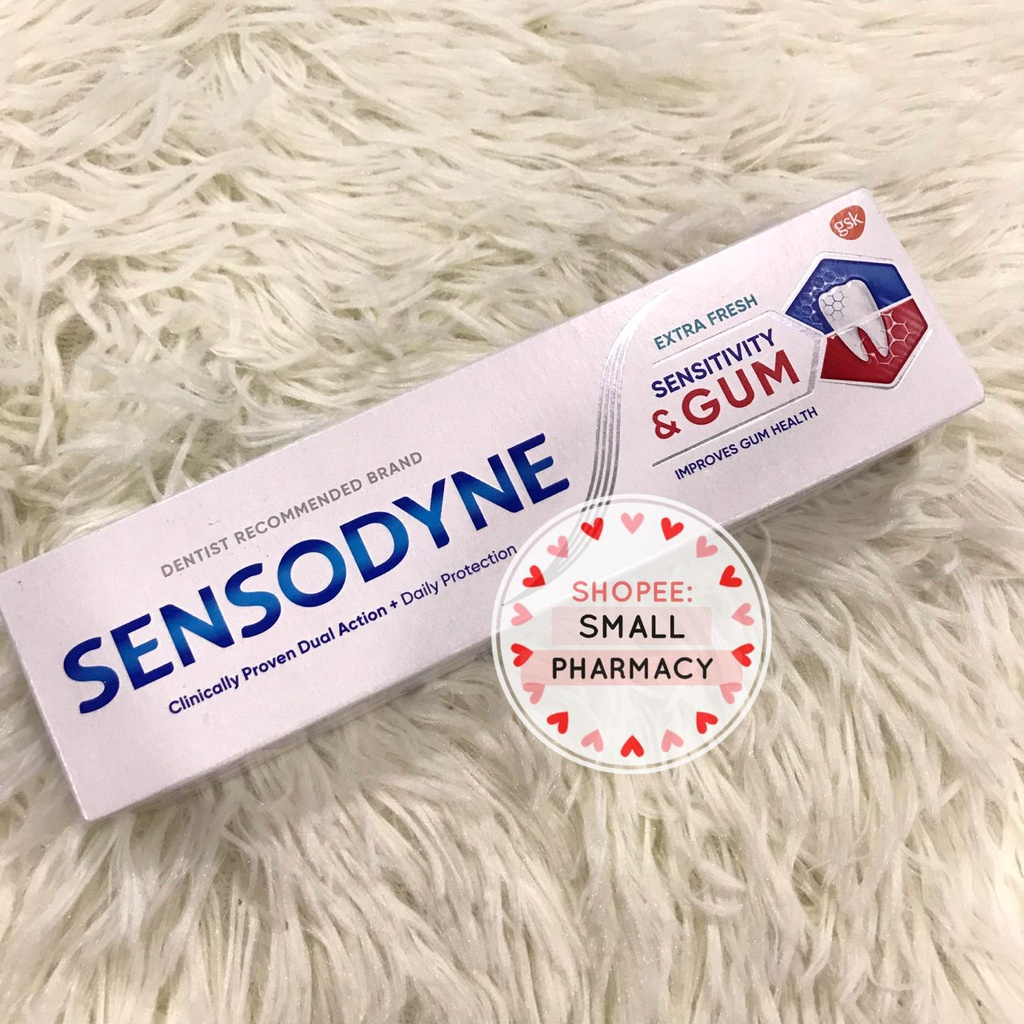 gsk
EXTRA FRESH
SENSITIVITY
& GUM
IMPROVES GUM HEALTH
DENTIST RECOMMENDED BRAND
SENSODYNE
Clinically Proven Dual Action + Daily Protection
SHOPEE:
SMALL
PHARMACY